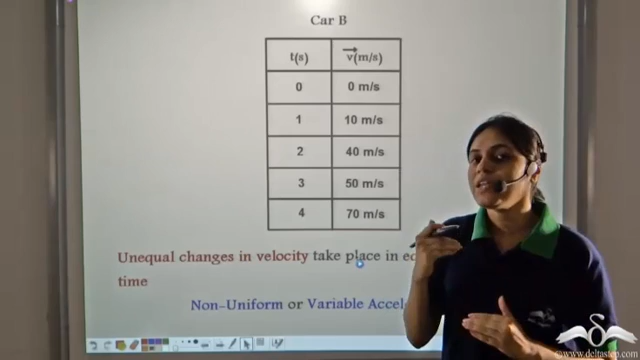 Car B
t(s) v(m/s)
0 0 m/s
1 10 m/s
2 40 m/s
3 50 m/s
4 70 m/s
Unequal changes in velocity take place in
time
Non-Uniform or Variable
©www.deltastep.com